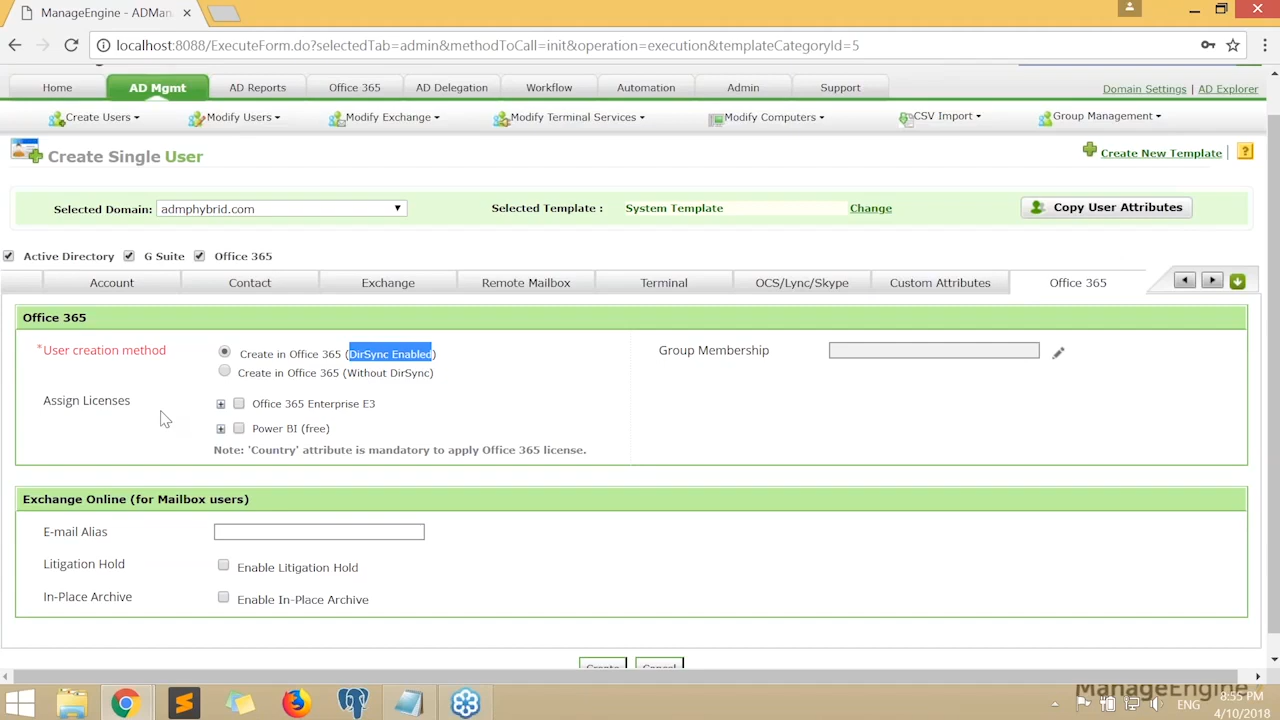 ManageEngine - ADMan
localhost:8088/ExecuteForm.do?selectedTab=admin&methodToCall=init&operation=execution&templateCategoryId=5
Home AD Mgmt AD Reports Office 365 AD Delegation Workflow Automation Admin Support Domain Settings | AD Explorer
Create Users Modify Users Modify Exchange Modify Terminal Services Modify Computers CSV Import Group Management
Create Single User Create New Template ?
Selected Domain: admphybrid.com Selected Template : System Template Change Copy User Attributes
Active Directory G Suite Office 365
Account Contact Exchange Remote Mailbox Terminal OCS/Lync/Skype Custom Attributes Office 365
Office 365
*User creation method Create in Office 365 (DirSync Enabled) Group Membership
Create in Office 365 (Without DirSync)
Assign Licenses Office 365 Enterprise E3
Power BI (free)
Note: 'Country' attribute is mandatory to apply Office 365 license.
Exchange Online (for Mailbox users)
E-mail Alias
Litigation Hold Enable Litigation Hold
In-Place Archive Enable In-Place Archive
Create Cancel
ManageEngine
ENG 8:55 PM
4/10/2018